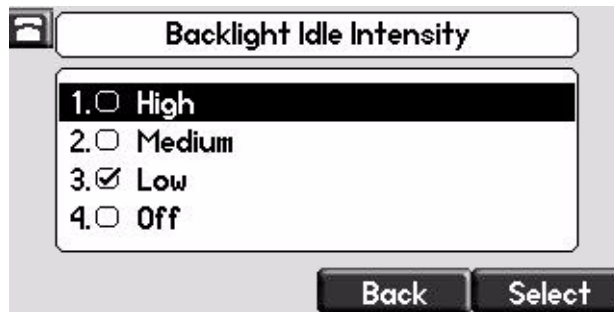 Backlight Idle Intensity
1. High
2. Medium
3. Low
4. Off
Back Select